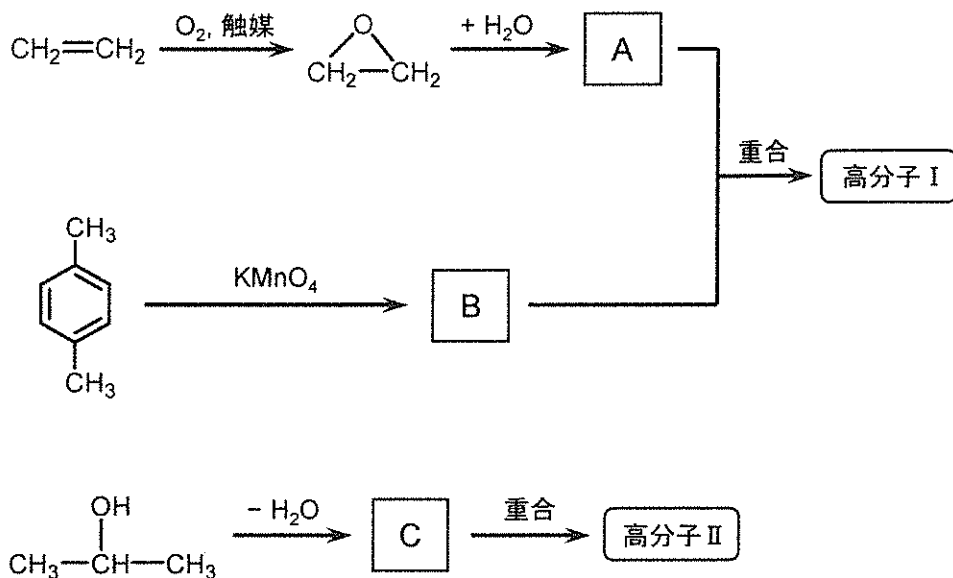 CH₂=CH₂ O₂, 触媒 O CH₂ CH₂ + H₂O A
重合
高分子 I
CH₃
KMnO₄
B
CH₃
OH
CH₃-CH-CH₃ − H₂O C 重合 高分子 II